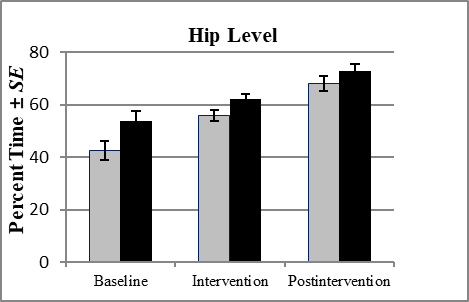 Hip Level
Percent Time ± SE
80
60
40
20
0
Baseline
Intervention
Postintervention